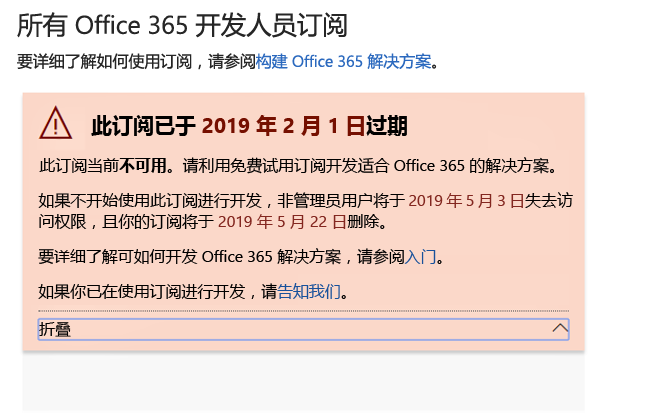 所有 Office 365 开发人员订阅
要详细了解如何使用订阅，请参阅构建 Office 365 解决方案。
此订阅已于 2019 年 2 月 1 日过期
此订阅当前不可用。请利用免费试用订阅开发适合 Office 365 的解决方案。
如果不开始使用此订阅进行开发，非管理员用户将于 2019 年 5 月 3 日失去访
问权限，且你的订阅将于 2019 年 5 月 22 日删除。
要详细了解可如何开发 Office 365 解决方案，请参阅入门。
如果你已在使用订阅进行开发，请告知我们。
折叠